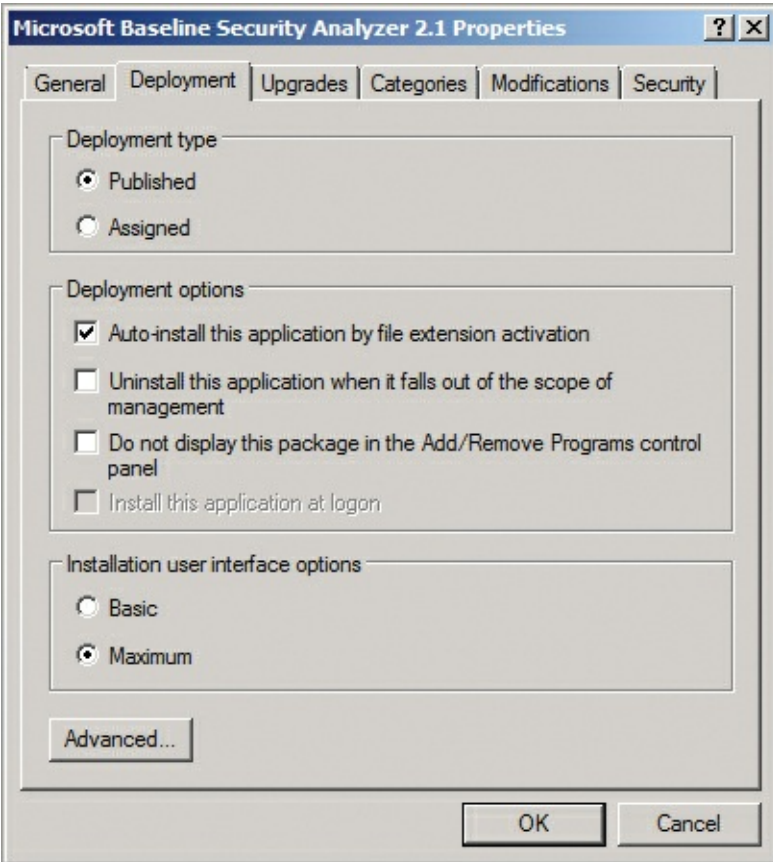 Microsoft Baseline Security Analyzer 2.1 Properties
General Deployment Upgrades Categories Modifications Security
Deployment type
Published
Assigned
Deployment options
Auto-install this application by file extension activation
Uninstall this application when it falls out of the scope of
management
Do not display this package in the Add/Remove Programs control
panel
Install this application at logon
Installation user interface options
Basic
Maximum
Advanced...
OK Cancel